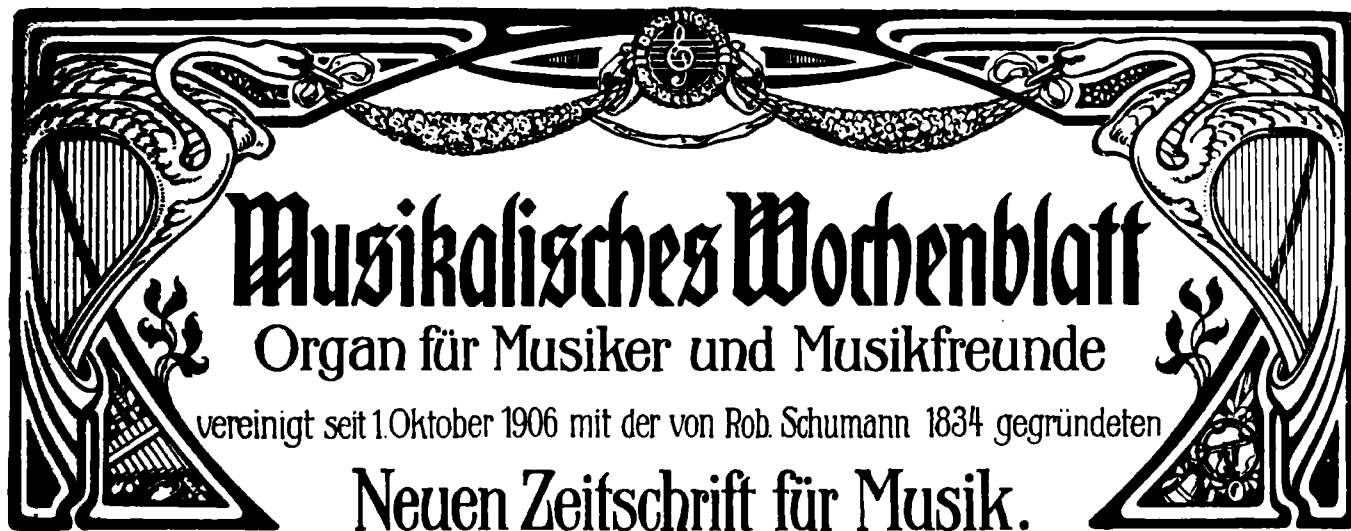 Musikalisches Wochenblatt
Organ für Musiker und Musikfreunde
vereinigt seit 1. Oktober 1906 mit der von Rob. Schumann 1834 gegründeten
Neuen Zeitschrift für Musik.